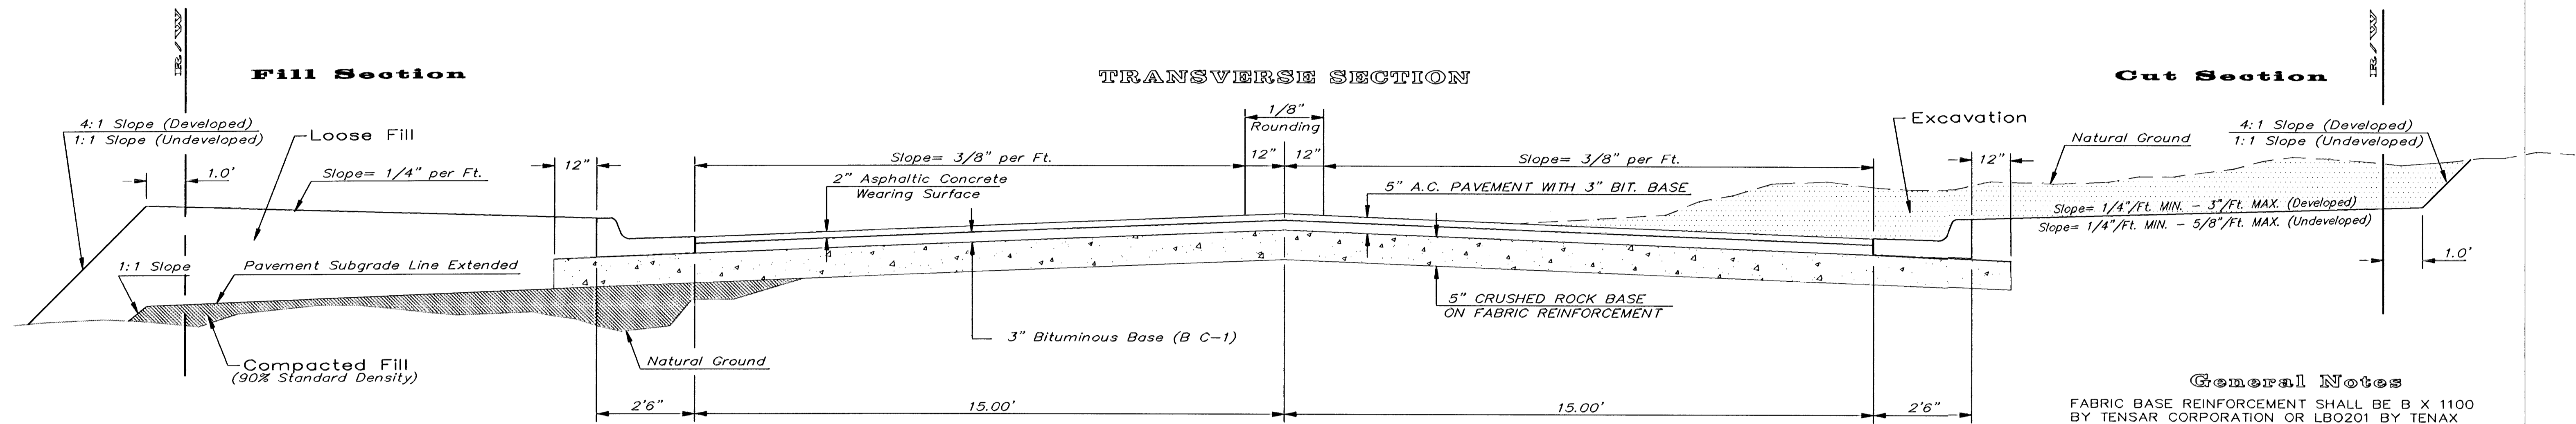 R/W
R/W
Fill Section
TRANSVERSE SECTION
Cut Section
4:1 Slope (Developed)
1:1 Slope (Undeveloped)
Loose Fill
1.0'
Slope= 1/4" per Ft.
12"
Slope= 3/8" per Ft.
1/8"
Rounding
12"
12"
Slope= 3/8" per Ft.
Excavation
Natural Ground
4:1 Slope (Developed)
1:1 Slope (Undeveloped)
12"
2" Asphaltic Concrete
Wearing Surface
5" A.C. PAVEMENT WITH 3" BIT. BASE
Slope= 1/4"/Ft. MIN. - 3"/Ft. MAX. (Developed)
Slope= 1/4"/Ft. MIN. - 5/8"/Ft. MAX. (Undeveloped)
1.0'
1:1 Slope
Pavement Subgrade Line Extended
5" CRUSHED ROCK BASE
ON FABRIC REINFORCEMENT
3" Bituminous Base (B C-1)
Compacted Fill
(90% Standard Density)
Natural Ground
2'6"
15.00'
15.00'
2'6"
General Notes
FABRIC BASE REINFORCEMENT SHALL BE B X 1100
BY TENSAR CORPORATION OR LBO201 BY TENAX